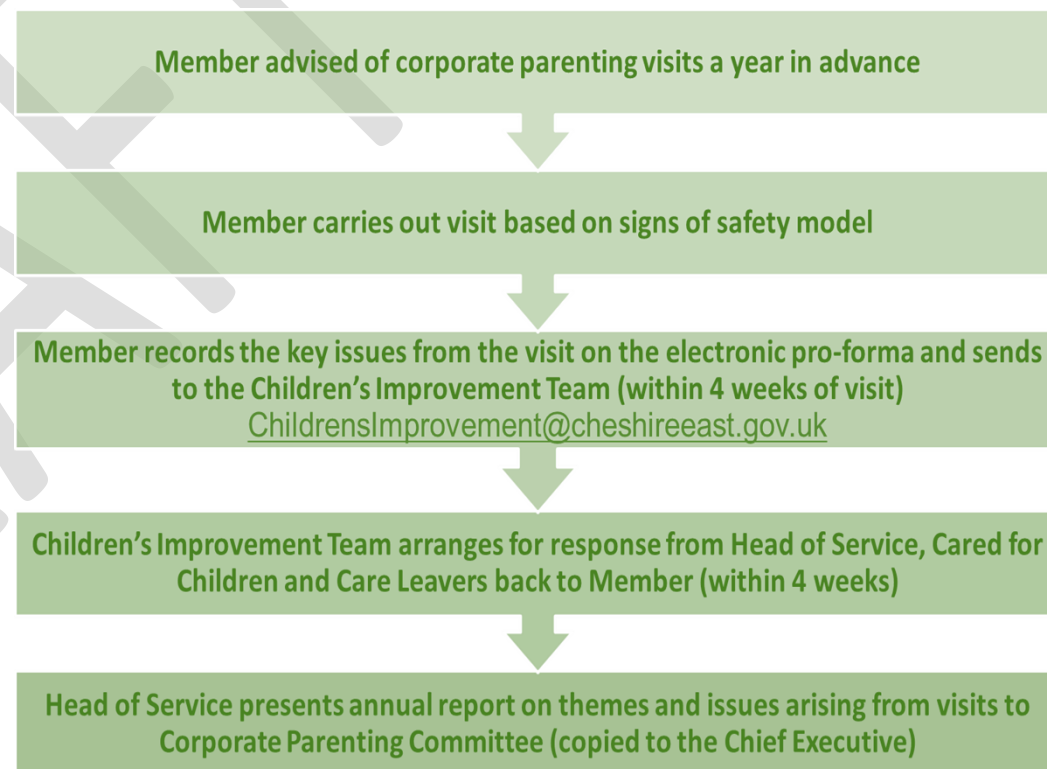 Member advised of corporate parenting visits a year in advance
Member carries out visit based on signs of safety model
Member records the key issues from the visit on the electronic pro-forma and sends
to the Children's Improvement Team (within 4 weeks of visit)
ChildrensImprovement@cheshireeast.gov.uk
Children's Improvement Team arranges for response from Head of Service, Cared for
Children and Care Leavers back to Member (within 4 weeks)
Head of Service presents annual report on themes and issues arising from visits to
Corporate Parenting Committee (copied to the Chief Executive)